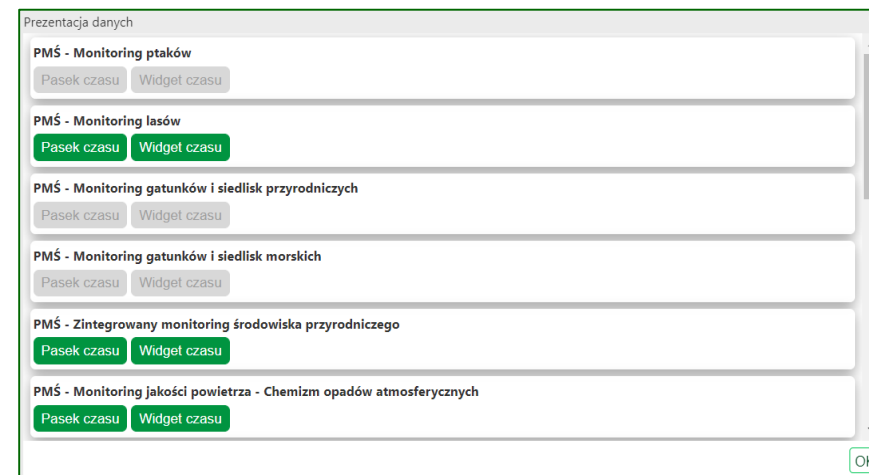 Prezentacja danych
PMŚ - Monitoring ptaków
Pasek czasu Widget czasu
PMŚ - Monitoring lasów
Pasek czasu Widget czasu
PMŚ - Monitoring gatunków i siedlisk przyrodniczych
Pasek czasu Widget czasu
PMŚ - Monitoring gatunków i siedlisk morskich
Pasek czasu Widget czasu
PMŚ - Zintegrowany monitoring środowiska przyrodniczego
Pasek czasu Widget czasu
PMŚ - Monitoring jakości powietrza - Chemizm opadów atmosferycznych
Pasek czasu Widget czasu
OK